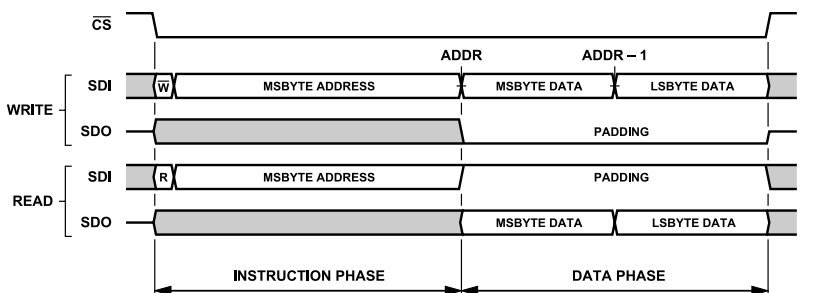 CS
ADDR ADDR – 1
SDI W MSBYTE ADDRESS MSBYTE DATA LSBYTE DATA
WRITE
SDO PADDING
SDI R MSBYTE ADDRESS PADDING
READ
SDO MSBYTE DATA LSBYTE DATA
INSTRUCTION PHASE DATA PHASE